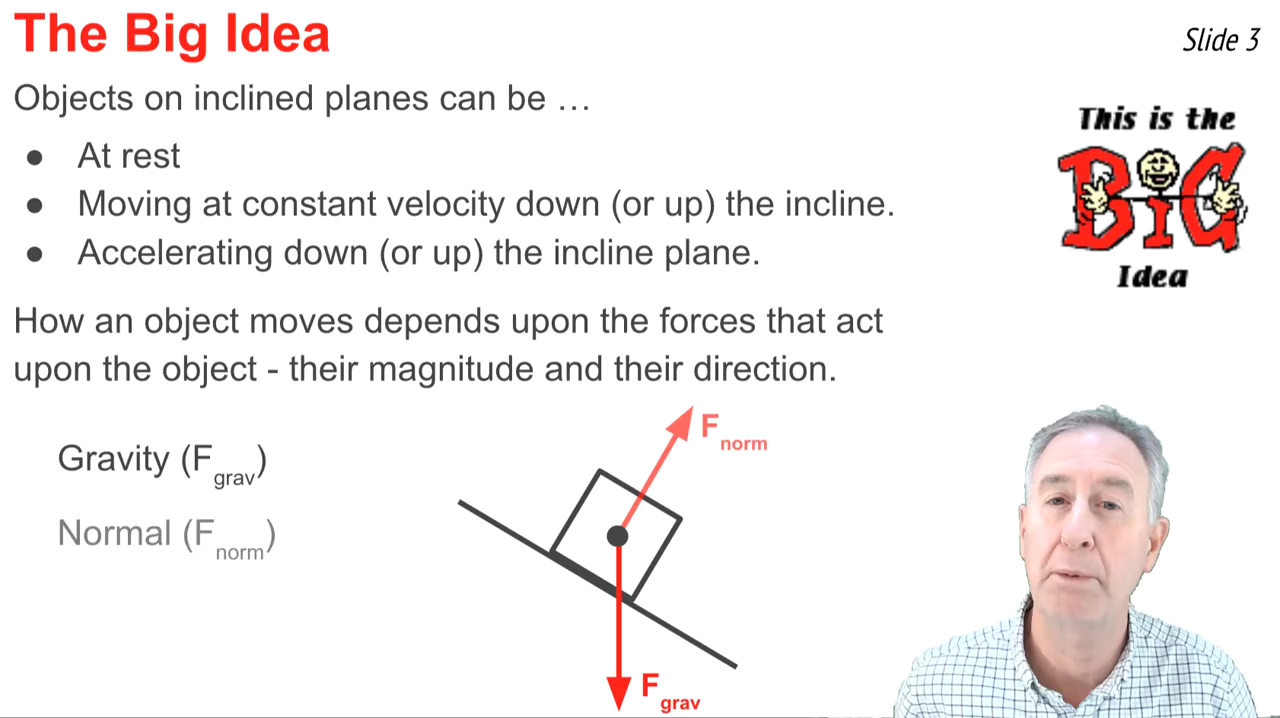 The Big Idea
Slide 3
Objects on inclined planes can be …
● At rest
● Moving at constant velocity down (or up) the incline.
● Accelerating down (or up) the incline plane.
This is the
BIG
Idea
How an object moves depends upon the forces that act
upon the object - their magnitude and their direction.
Gravity (Fgrav)
Normal (Fnorm)
Fnorm
Fgrav